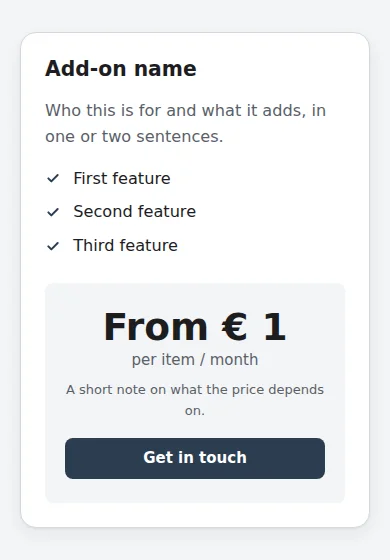 Add-on name
Who this is for and what it adds, in
one or two sentences.
First feature
Second feature
Third feature
From € 1
per item / month
A short note on what the price depends
on.
Get in touch